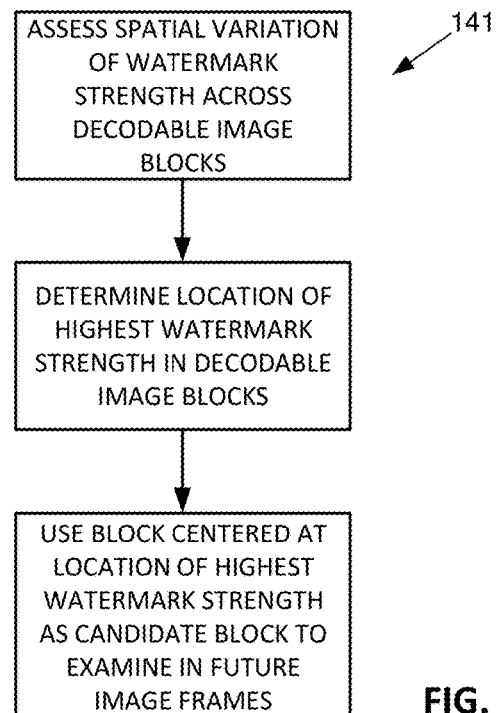 ASSESS SPATIAL VARIATION
OF WATERMARK
STRENGTH ACROSS
DECODABLE IMAGE
BLOCKS
141
DETERMINE LOCATION OF
HIGHEST WATERMARK
STRENGTH IN DECODABLE
IMAGE BLOCKS
USE BLOCK CENTERED AT
LOCATION OF HIGHEST
WATERMARK STRENGTH
AS CANDIDATE BLOCK TO
EXAMINE IN FUTURE
IMAGE FRAMES
FIG.